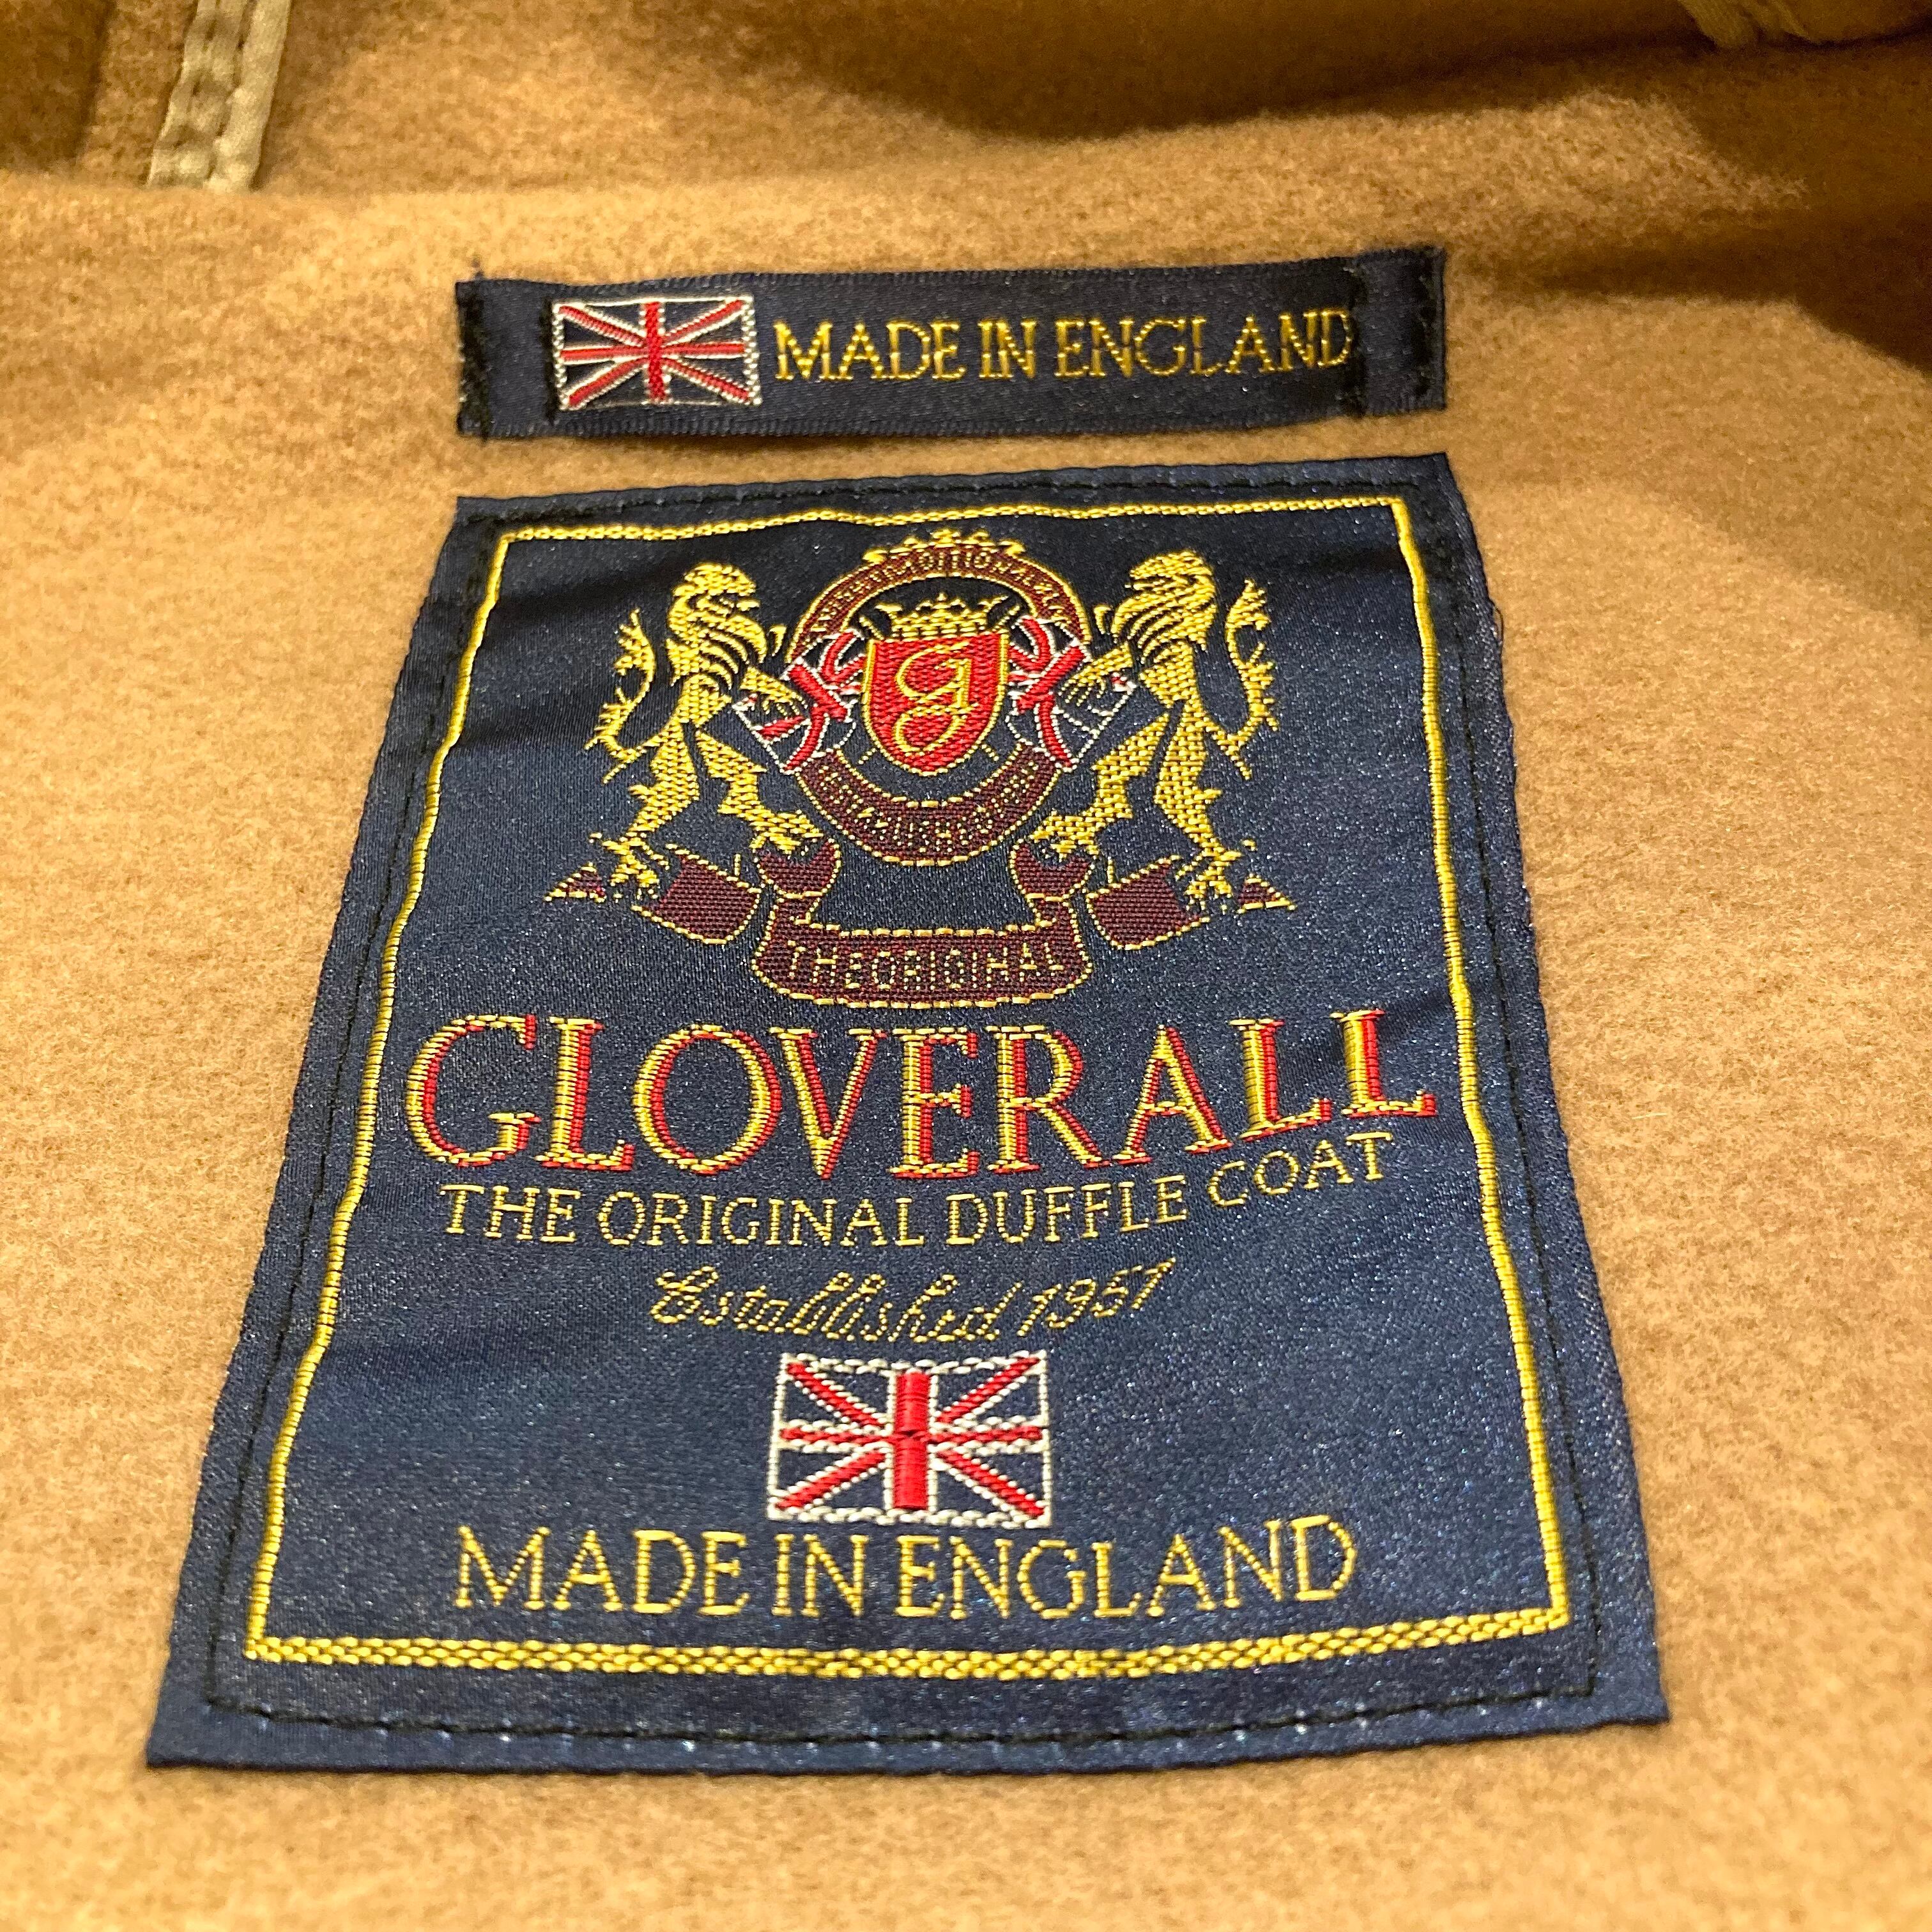 MADE IN ENGLAND
G
THE ORIGINAL
GLOVERALL
THE ORIGINAL DUFFLE COAT
Established 1951
MADE IN ENGLAND